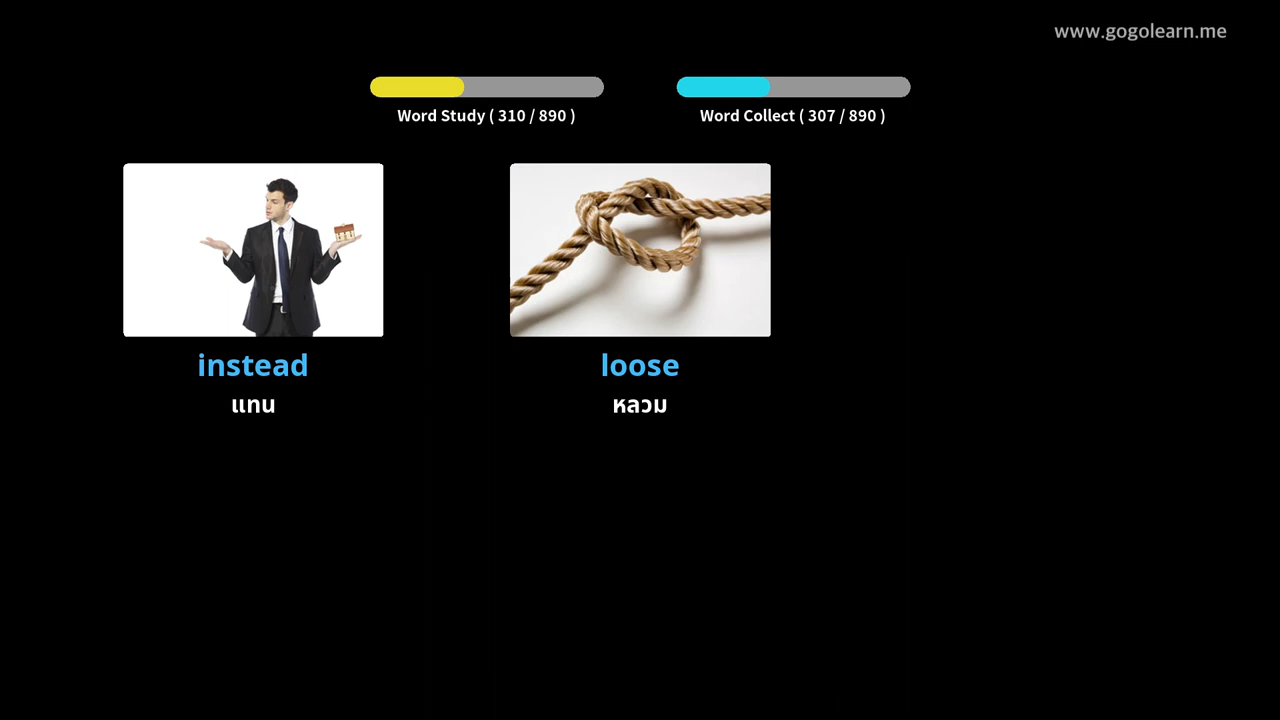 www.gogolearn.me
Word Study ( 310 / 890 )
Word Collect ( 307 / 890 )
instead
แทน
loose
หลวม